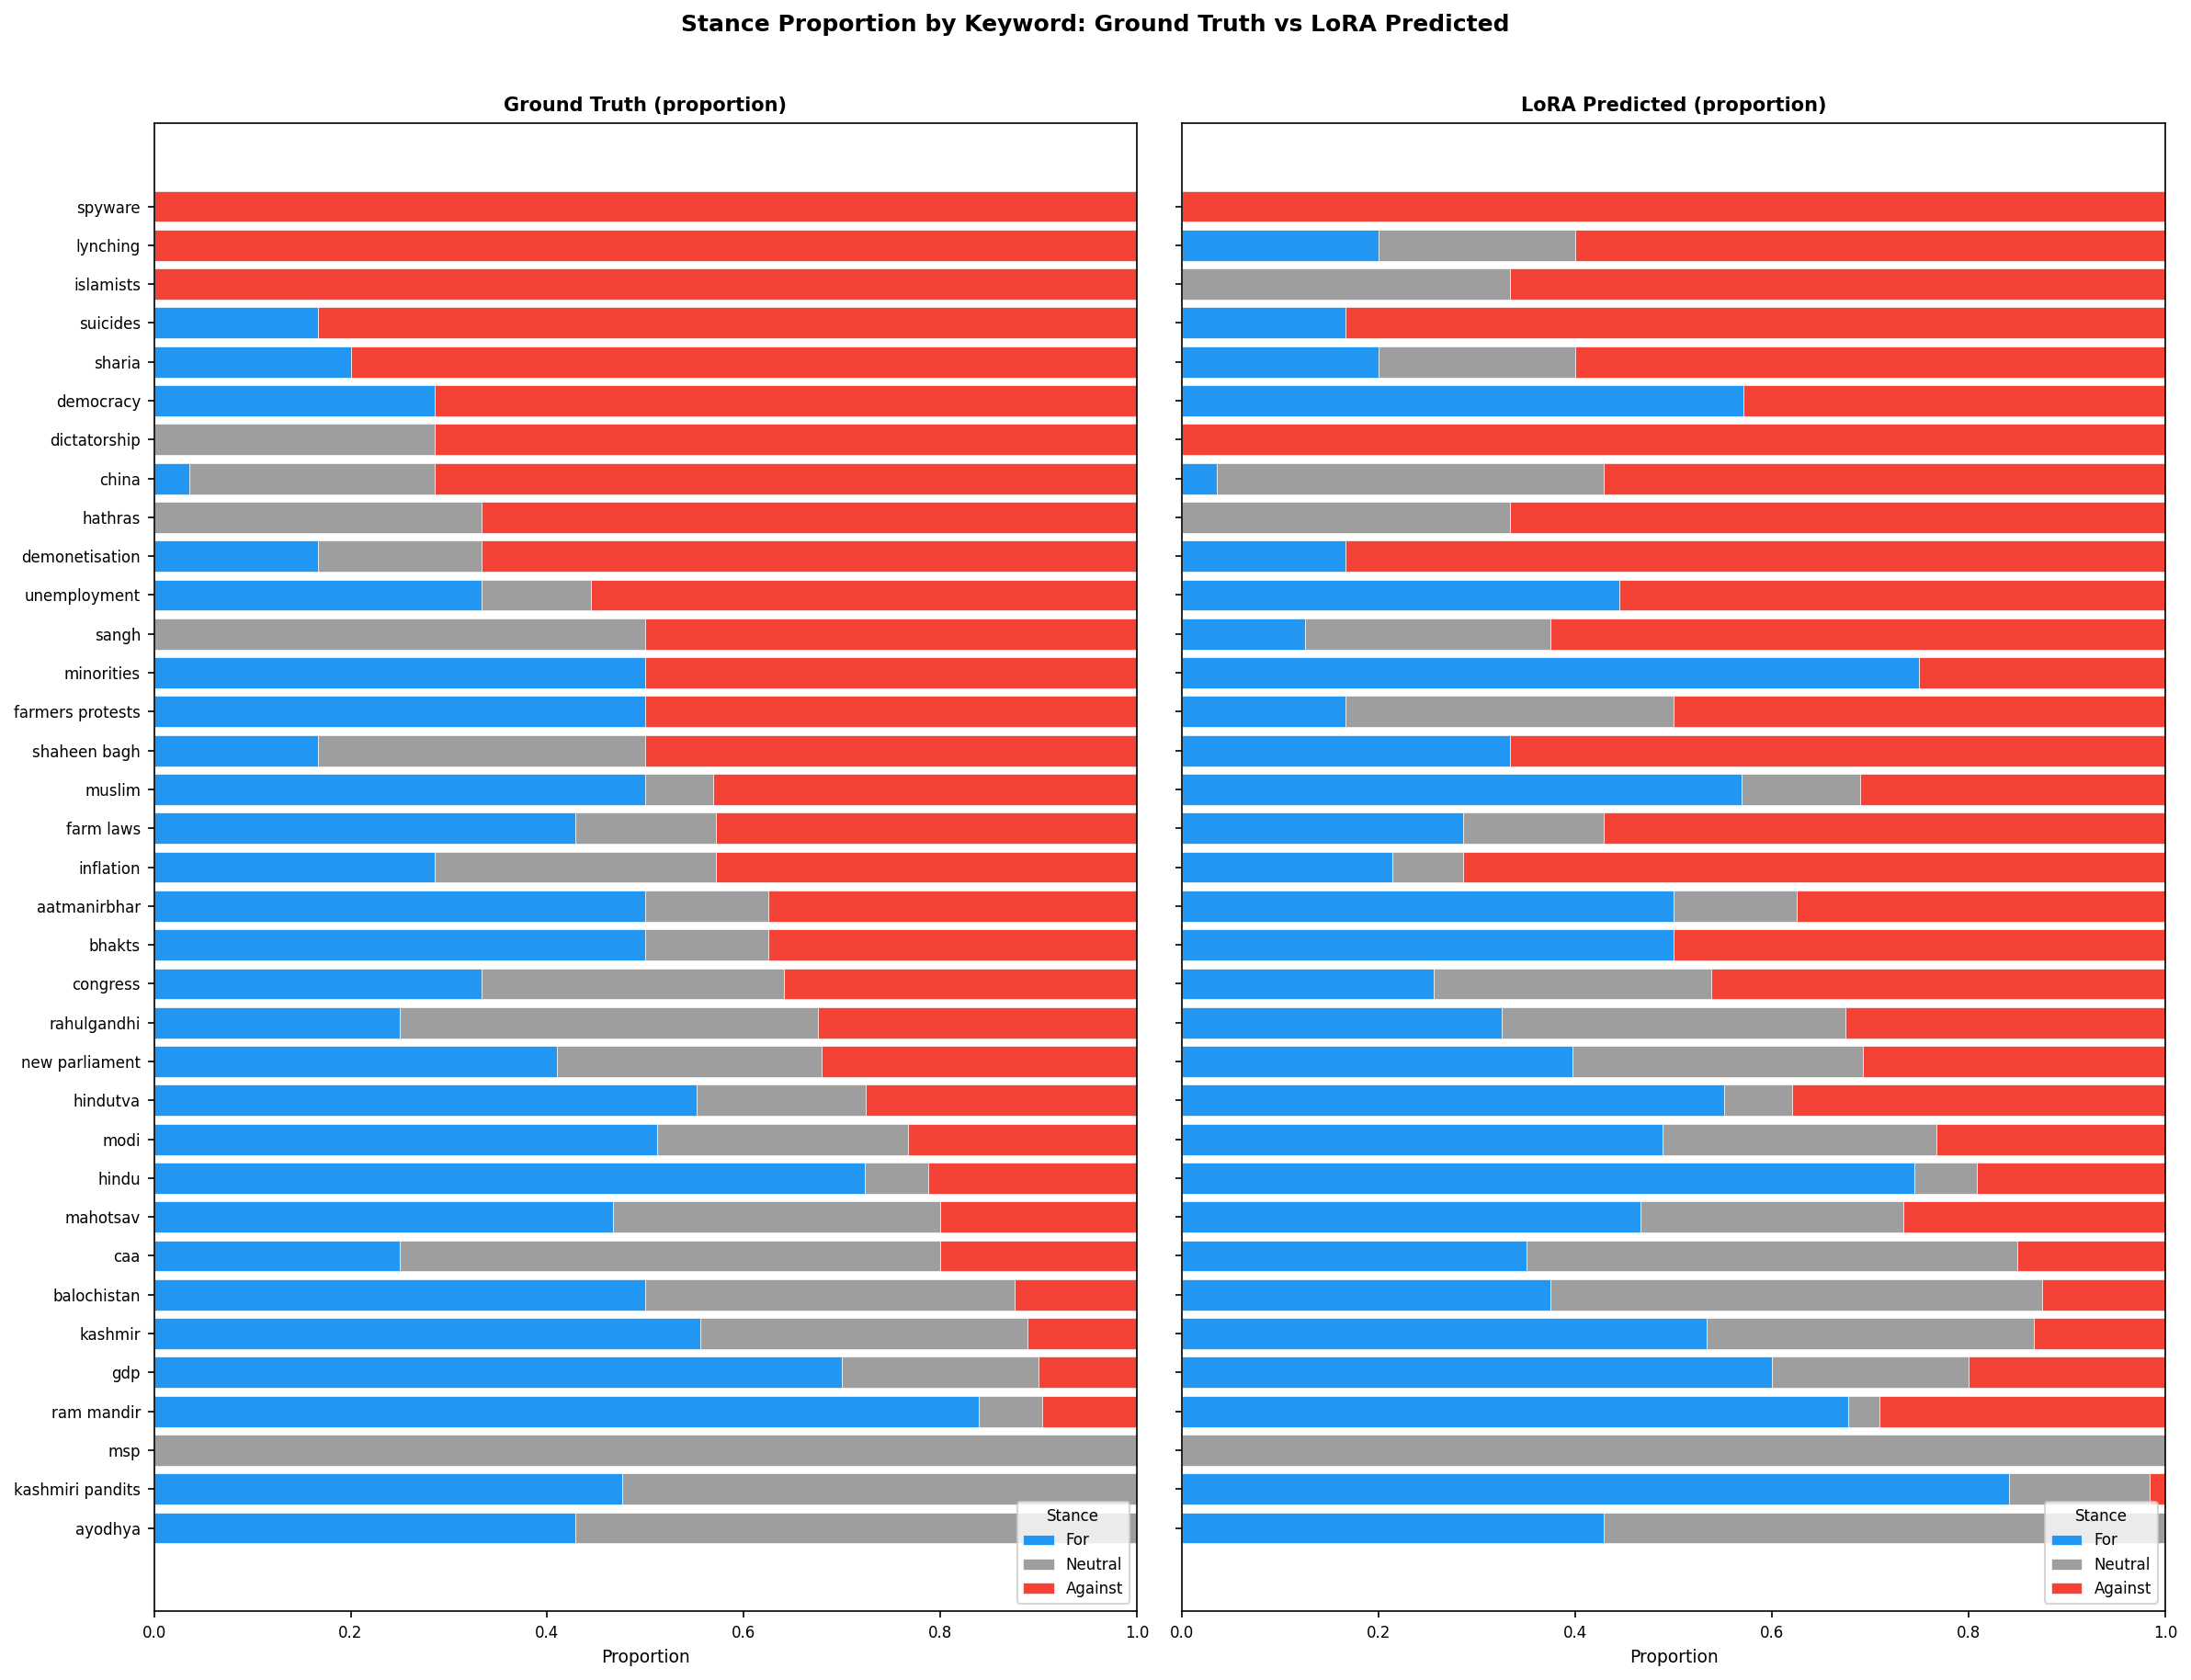 Stance Proportion by Keyword: Ground Truth vs LoRA Predicted
Ground Truth (proportion)
spyware
lynching
islamists
suicides
sharia
democracy
dictatorship
china
hathras
demonetisation
unemployment
sangh
minorities
farmers protests
shaheen bagh
muslim
farm laws
inflation
aatmanirbhar
bhakts
congress
rahulgandhi
new parliament
hindutva
modi
hindu
mahotsav
caa
balochistan
kashmir
gdp
ram mandir
msp
kashmiri pandits
ayodhya
Stance
For
Neutral
Against
0.0 0.2 0.4 0.6 0.8 1.0
Proportion
LoRA Predicted (proportion)
Stance
For
Neutral
Against
0.0 0.2 0.4 0.6 0.8 1.0
Proportion